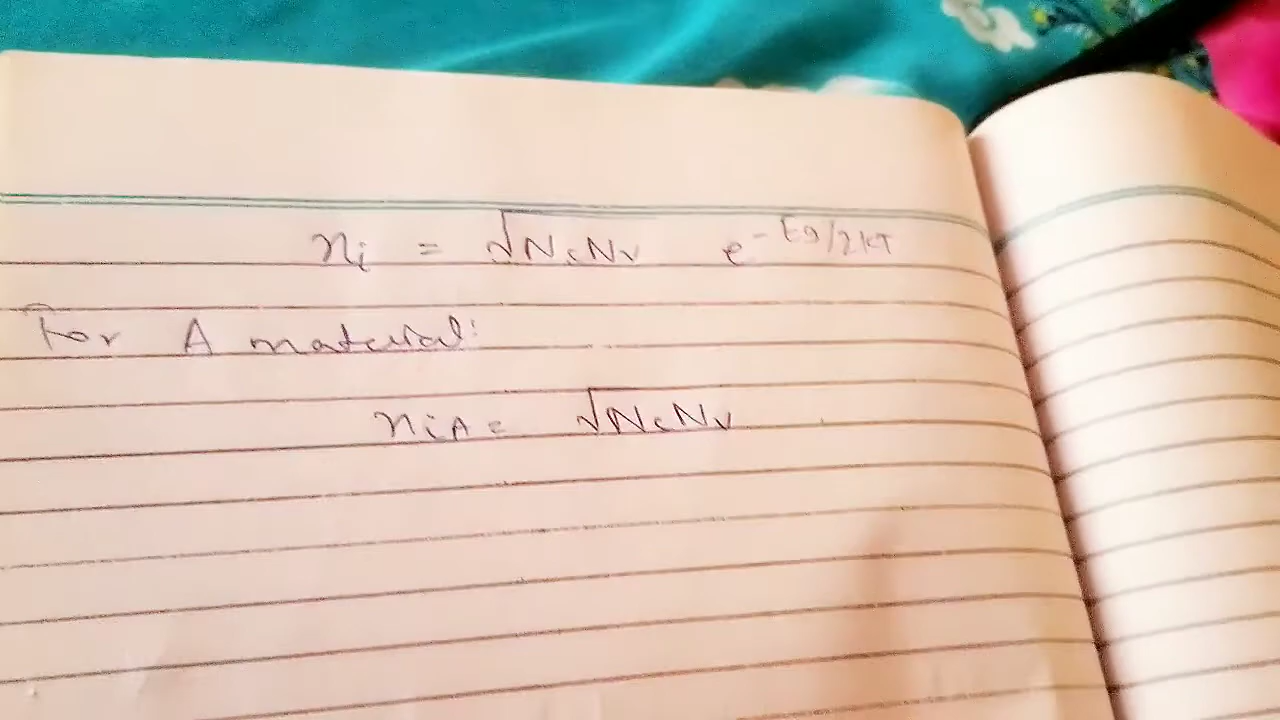 ni = √NcNv e^-Eg/2kT
For A material:
niA = √NcNv